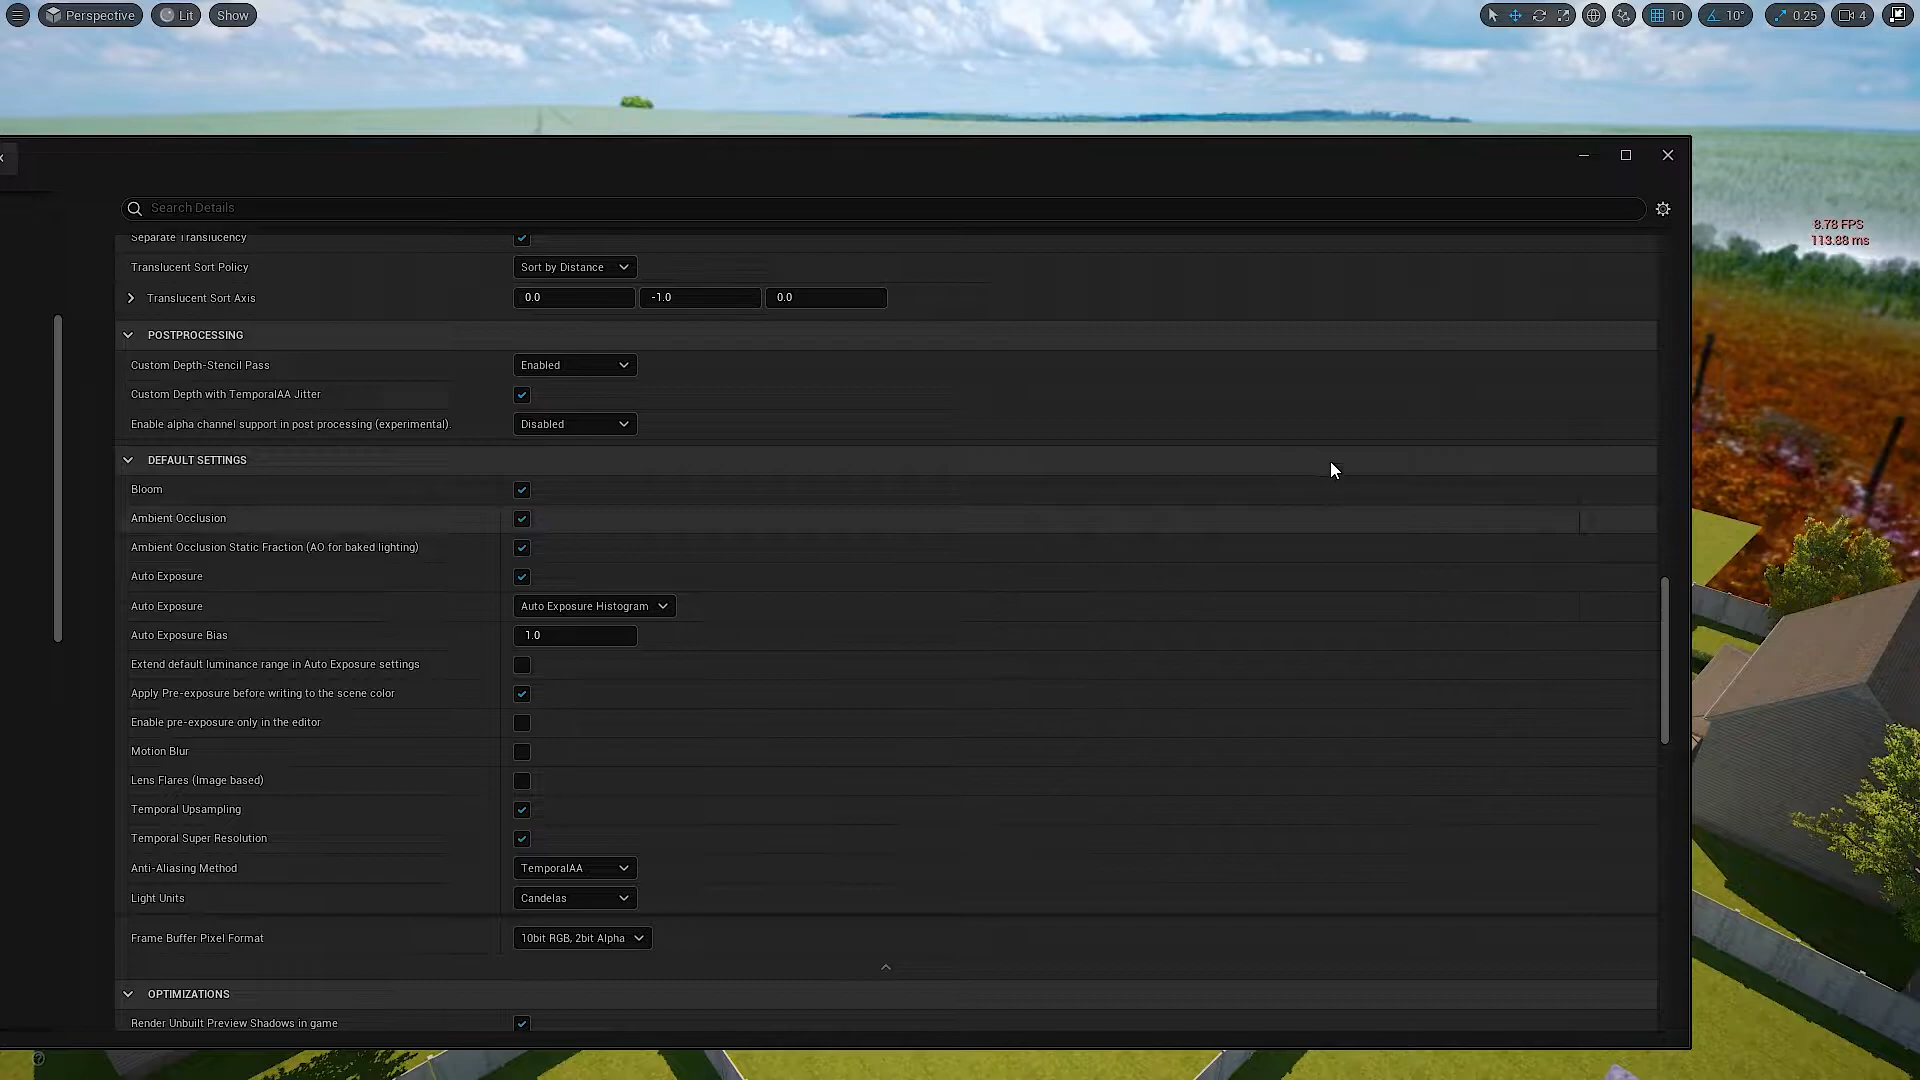 Perspective Lit Show 10 10° 0.25 4
Search Details
8.78 FPS
113.88 ms
Separate Translucency
Translucent Sort Policy Sort by Distance
Translucent Sort Axis 0.0 -1.0 0.0
POSTPROCESSING
Custom Depth-Stencil Pass Enabled
Custom Depth with TemporalAA Jitter
Enable alpha channel support in post processing (experimental). Disabled
DEFAULT SETTINGS
Bloom
Ambient Occlusion
Ambient Occlusion Static Fraction (AO for baked lighting)
Auto Exposure
Auto Exposure Auto Exposure Histogram
Auto Exposure Bias 1.0
Extend default luminance range in Auto Exposure settings
Apply Pre-exposure before writing to the scene color
Enable pre-exposure only in the editor
Motion Blur
Lens Flares (Image based)
Temporal Upsampling
Temporal Super Resolution
Anti-Aliasing Method TemporalAA
Light Units Candelas
Frame Buffer Pixel Format 10bit RGB, 2bit Alpha
OPTIMIZATIONS
Render Unbuilt Preview Shadows in game